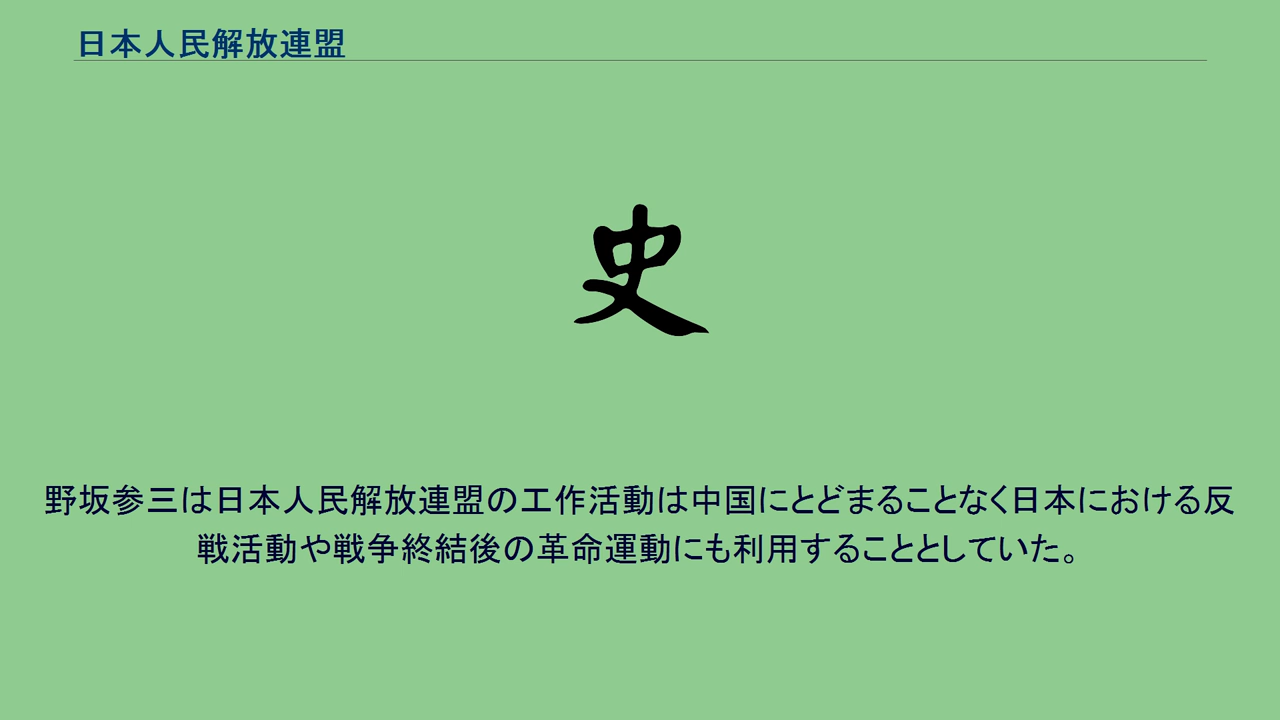 日本人民解放連盟
史
野坂参三は日本人民解放連盟の工作活動は中国にとどまることなく日本における反
戦活動や戦争終結後の革命運動にも利用することとしていた。